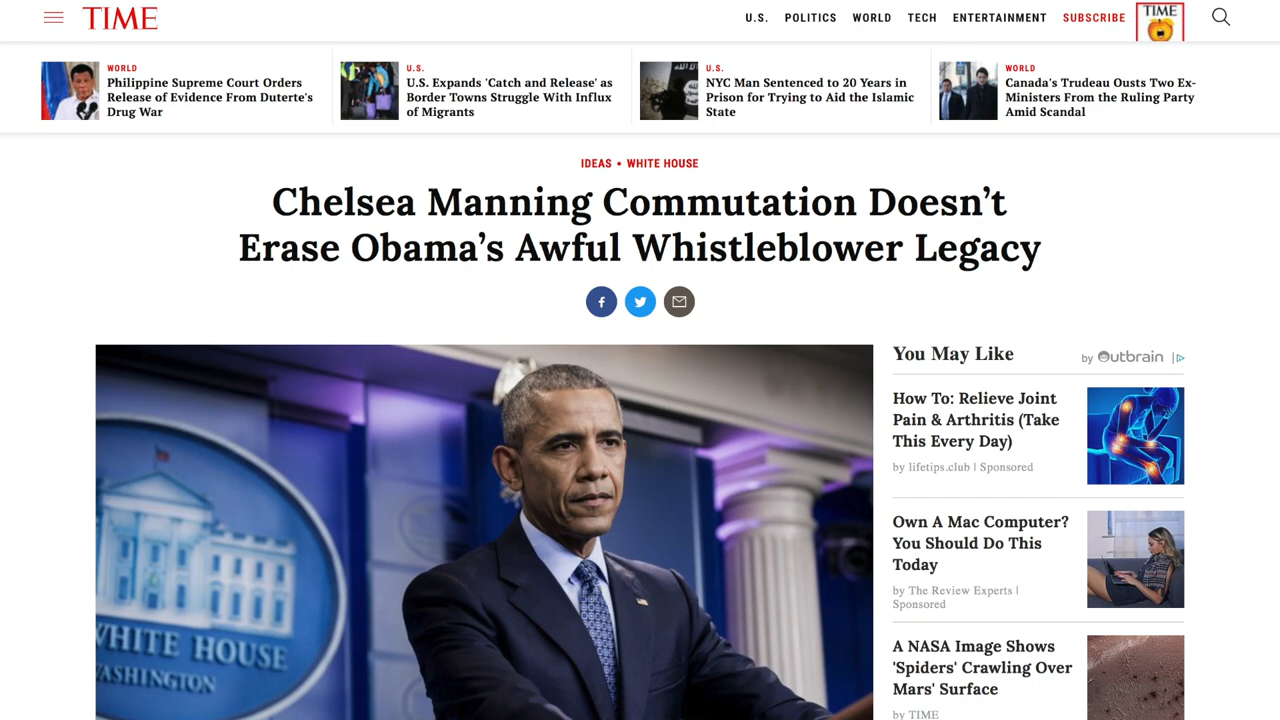 TIME
U.S. POLITICS WORLD TECH ENTERTAINMENT SUBSCRIBE
TIME
WORLD
Philippine Supreme Court Orders
Release of Evidence From Duterte's
Drug War
U.S.
U.S. Expands 'Catch and Release' as
Border Towns Struggle With Influx
of Migrants
U.S.
NYC Man Sentenced to 20 Years in
Prison for Trying to Aid the Islamic
State
WORLD
Canada's Trudeau Ousts Two Ex-
Ministers From the Ruling Party
Amid Scandal
IDEAS • WHITE HOUSE
Chelsea Manning Commutation Doesn’t
Erase Obama’s Awful Whistleblower Legacy
f
WHITE HOUSE
WASHINGTON
You May Like
by Outbrain
How To: Relieve Joint
Pain & Arthritis (Take
This Every Day)
by lifetips.club | Sponsored
Own A Mac Computer?
You Should Do This
Today
by The Review Experts |
Sponsored
A NASA Image Shows
'Spiders' Crawling Over
Mars' Surface
by TIME